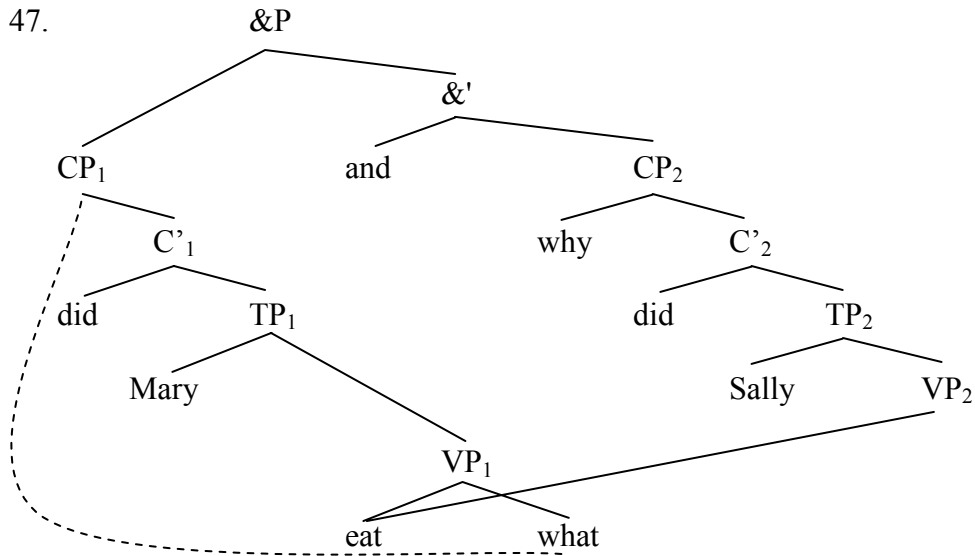 47. &P
&'
CP₁ and CP₂
C’₁ why C’₂
did TP₁ did TP₂
Mary Sally VP₂
VP₁
eat what